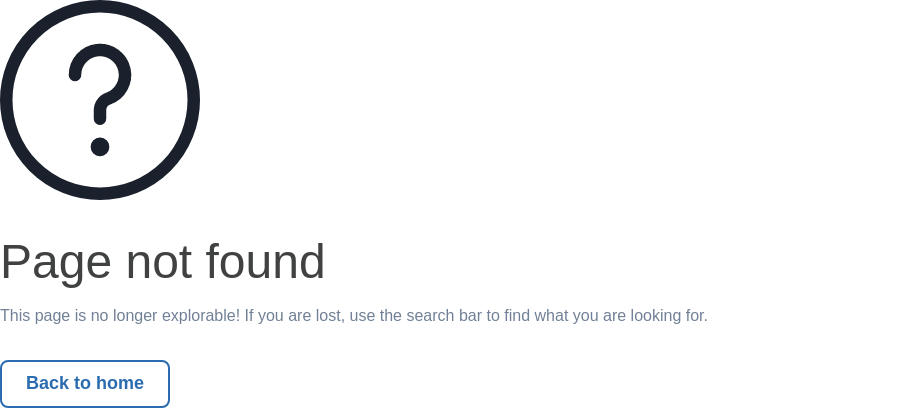 ?
Page not found
This page is no longer explorable! If you are lost, use the search bar to find what you are looking for.
Back to home